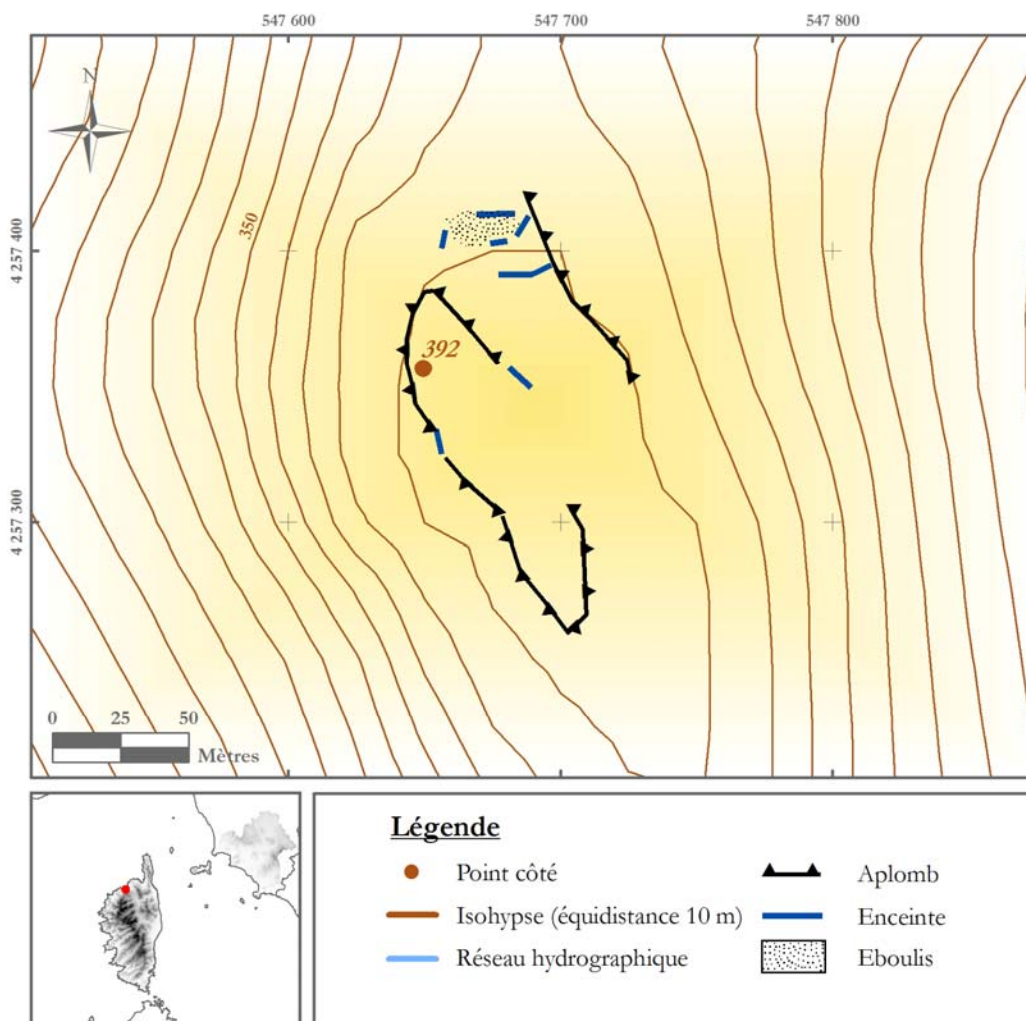 547 600
547 700
547 800
N
4 257 400
350
392
4 257 300
0 25 50
Mètres
Légende
Point côté
Isohypse (équidistance 10 m)
Réseau hydrographique
Aplomb
Enceinte
Eboulis